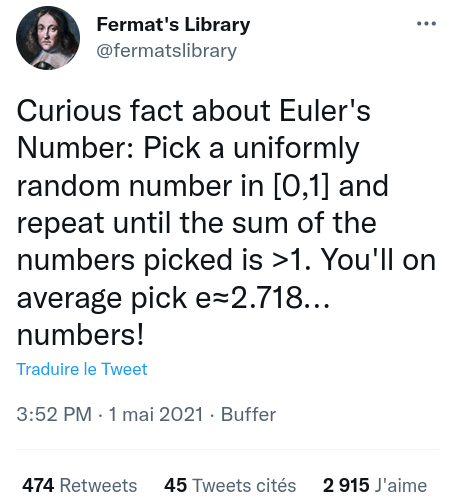 Fermat's Library
@fermatslibrary
Curious fact about Euler's
Number: Pick a uniformly
random number in [0,1] and
repeat until the sum of the
numbers picked is >1. You'll on
average pick e≈2.718...
numbers!
Traduire le Tweet
3:52 PM · 1 mai 2021 · Buffer
474 Retweets 45 Tweets cités 2 915 J'aime